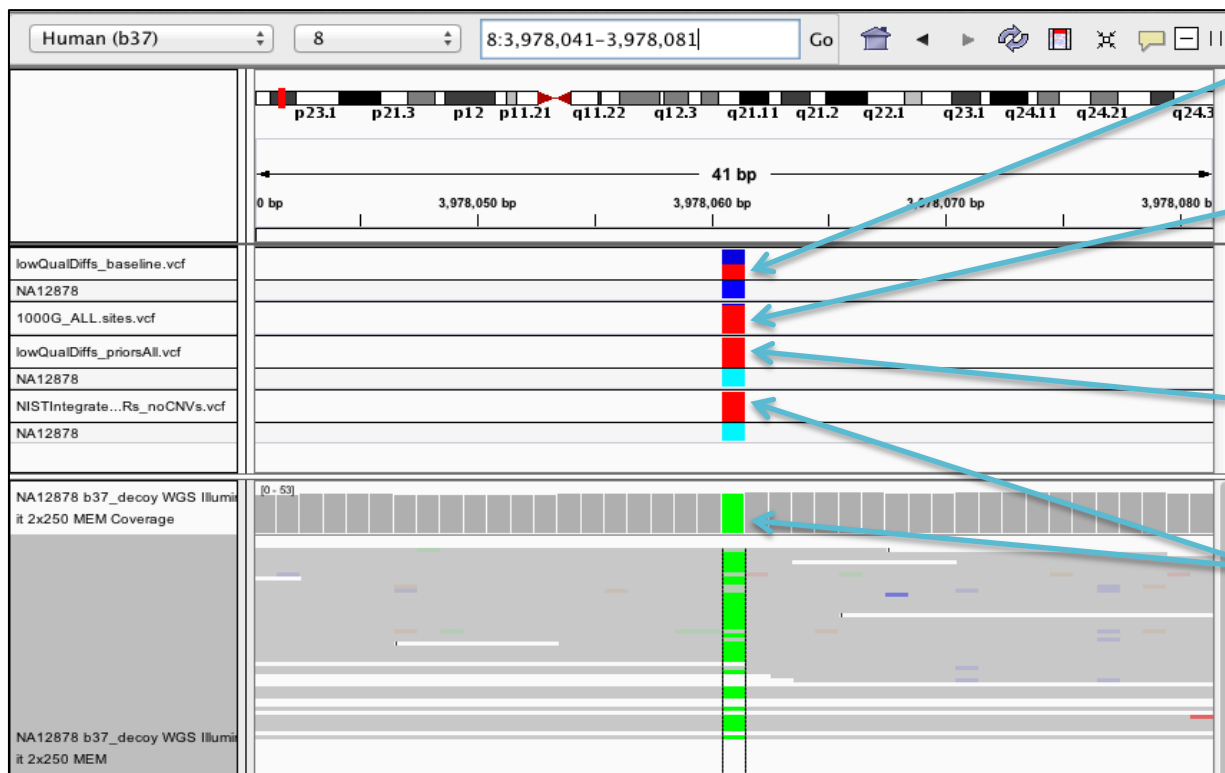 Human (b37) 8 8:3,978,041-3,978,081 Go
p23.1 p21.3 p12 p11.21 q11.22 q12.3 q21.11 q21.2 q22.1 q23.1 q24.11 q24.21 q24.3
41 bp
0 bp 3,978,050 bp 3,978,060 bp 3,978,070 bp 3,978,080 b
lowQualDiffs_baseline.vcf
NA12878
1000G_ALL.sites.vcf
lowQualDiffs_priorsAll.vcf
NA12878
NISTIntegrate...Rs_noCNVs.vcf
NA12878
[0 - 53]
NA12878 b37_decoy WGS Illumi
it 2x250 MEM Coverage
NA12878 b37_decoy WGS Illumi
it 2x250 MEM